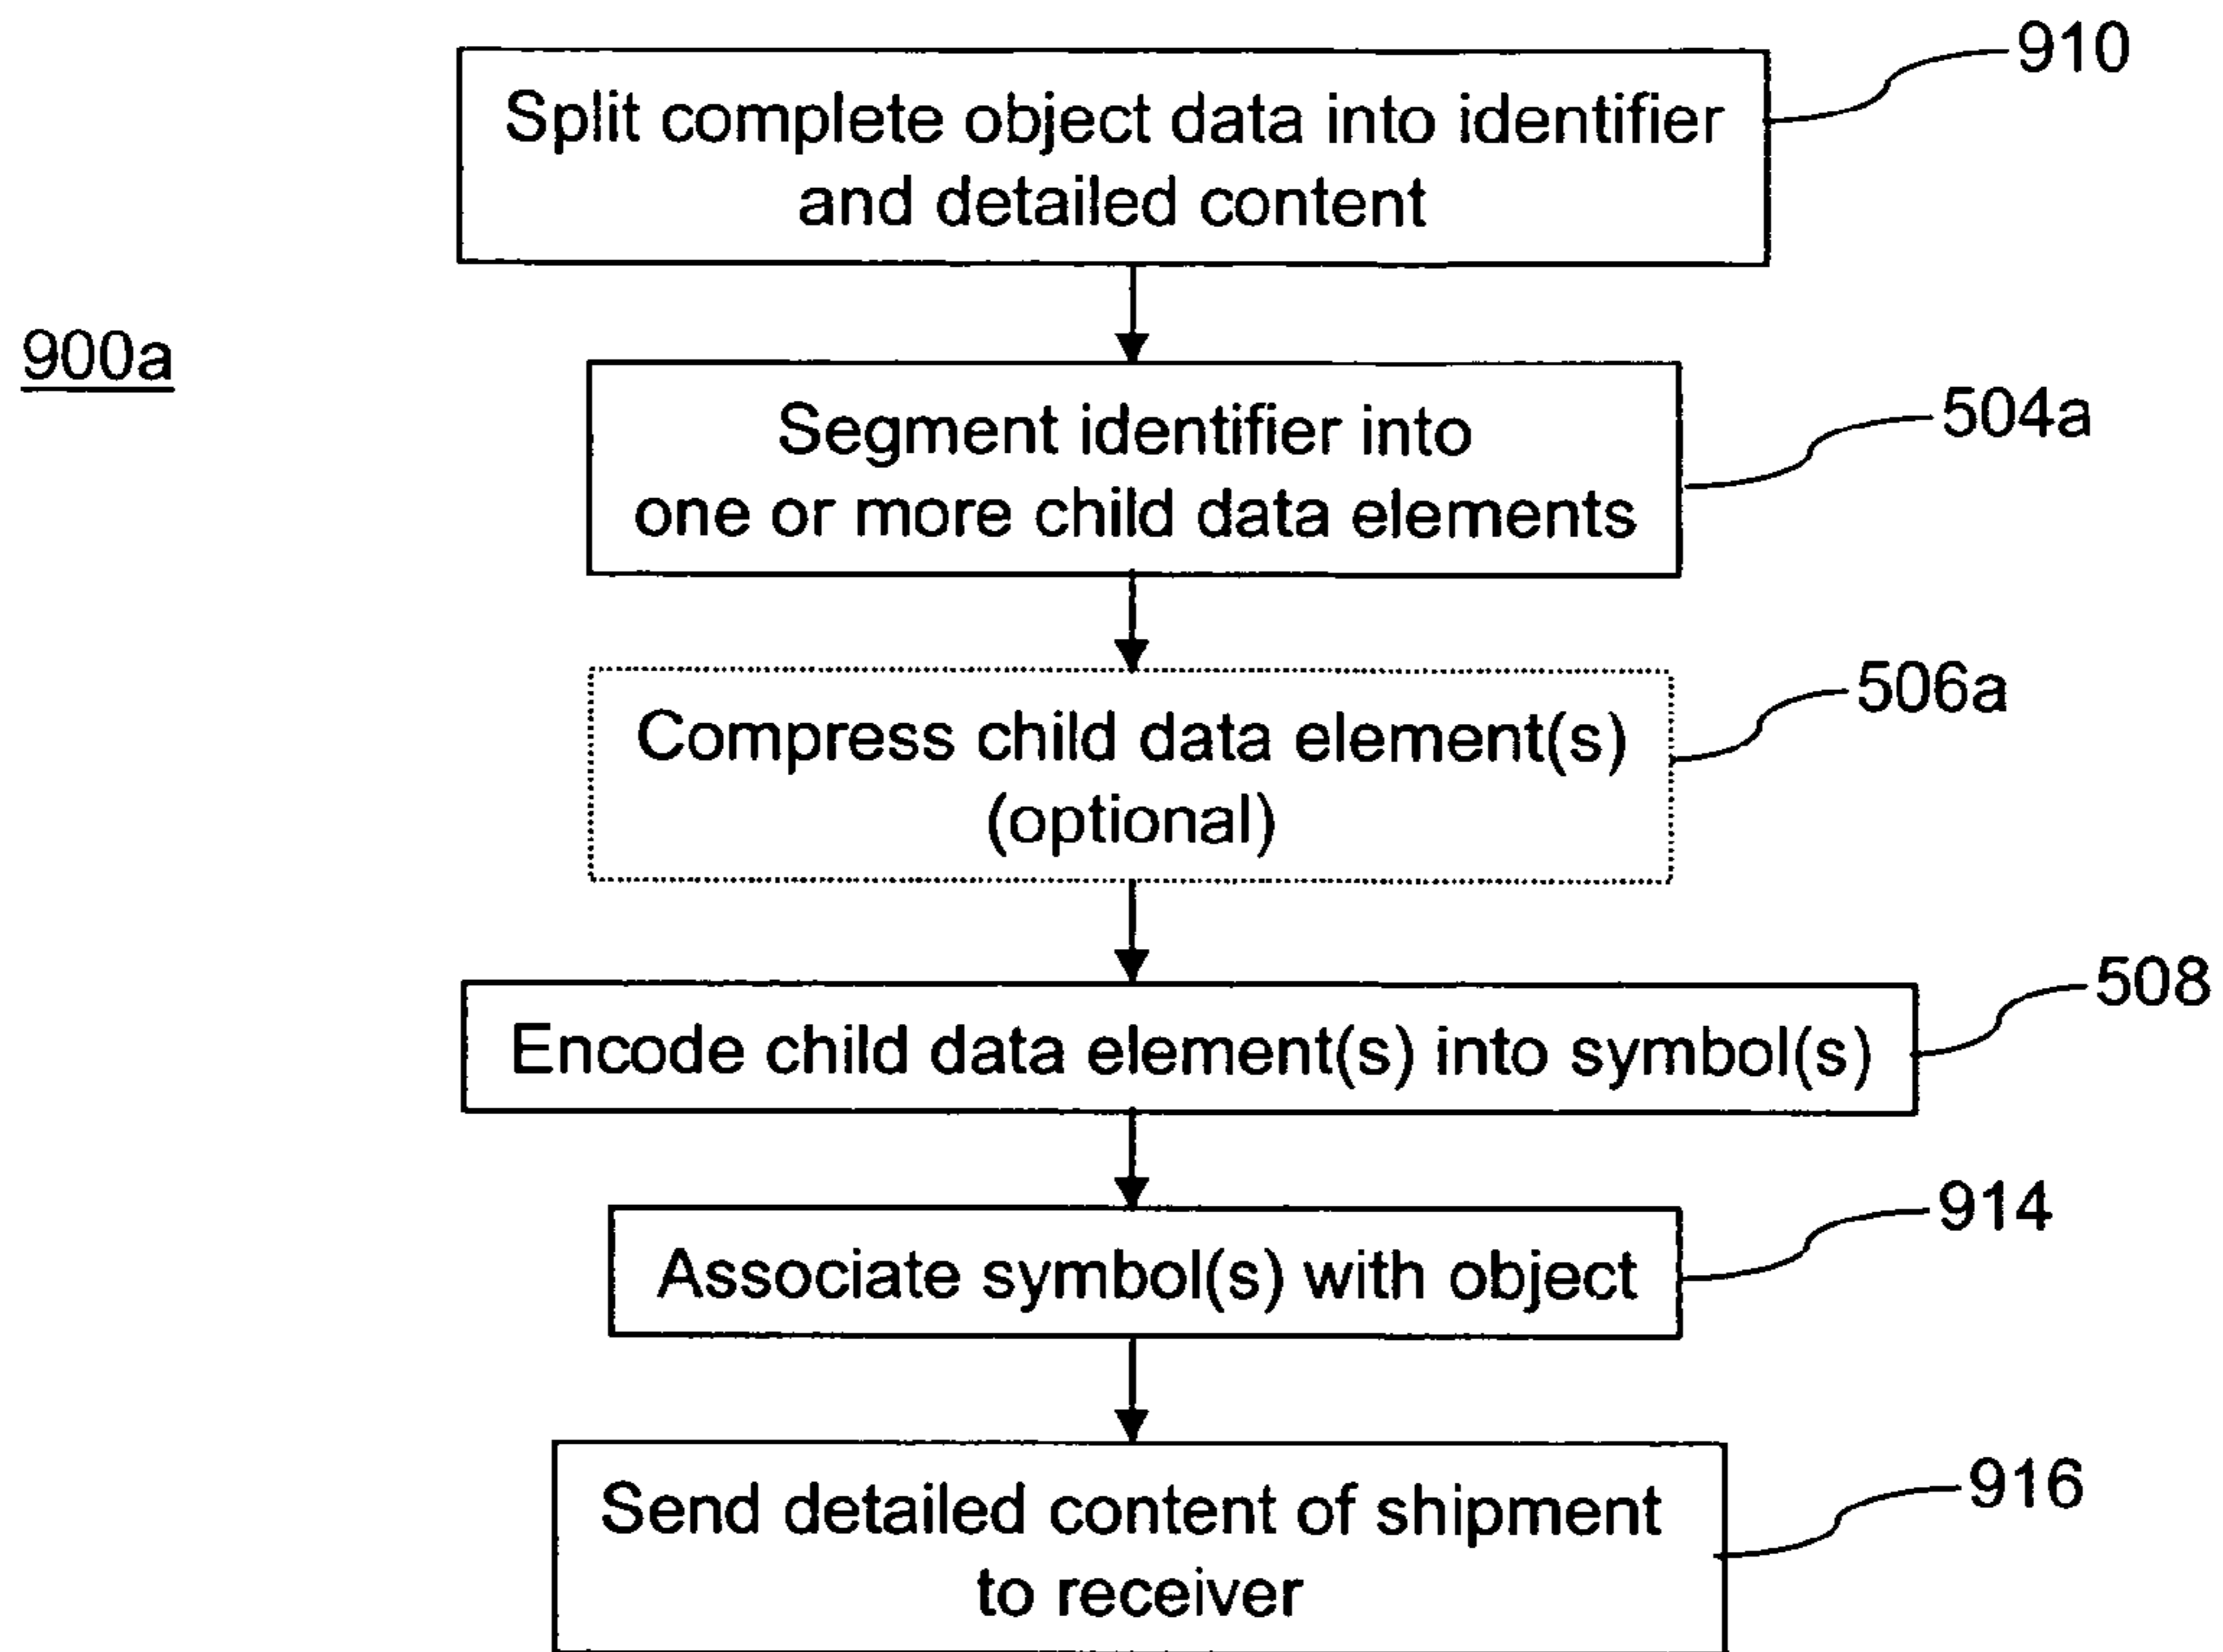 910
Split complete object data into identifier
and detailed content
900a
504a
Segment identifier into
one or more child data elements
506a
Compress child data element(s)
(optional)
508
Encode child data element(s) into symbol(s)
914
Associate symbol(s) with object
916
Send detailed content of shipment
to receiver